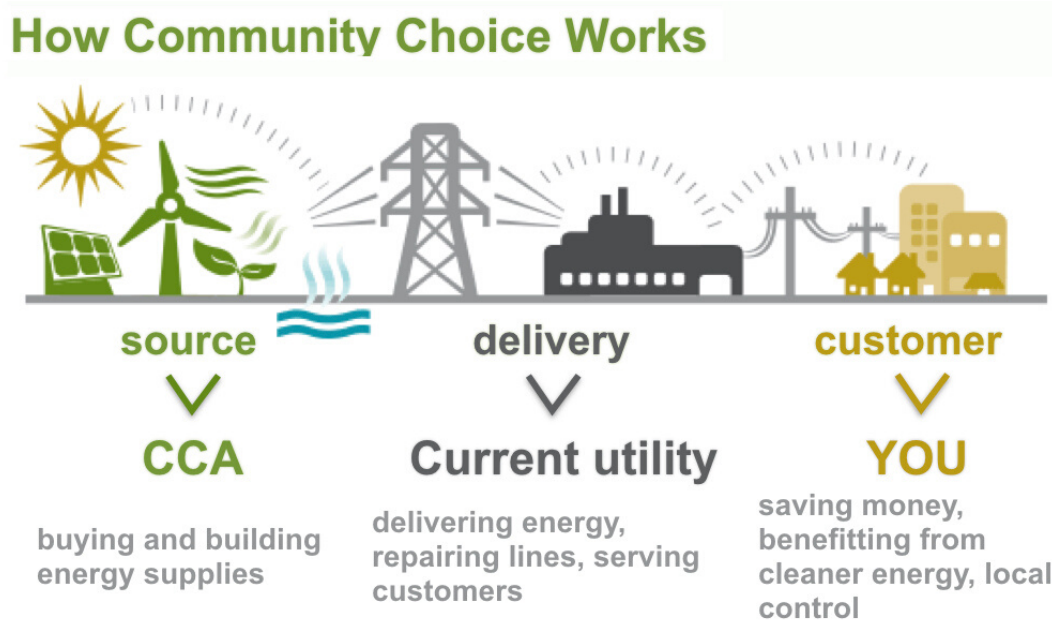 How Community Choice Works
source
delivery
customer
CCA
Current utility
YOU
buying and building
energy supplies
delivering energy,
repairing lines, serving
customers
saving money,
benefitting from
cleaner energy, local
control